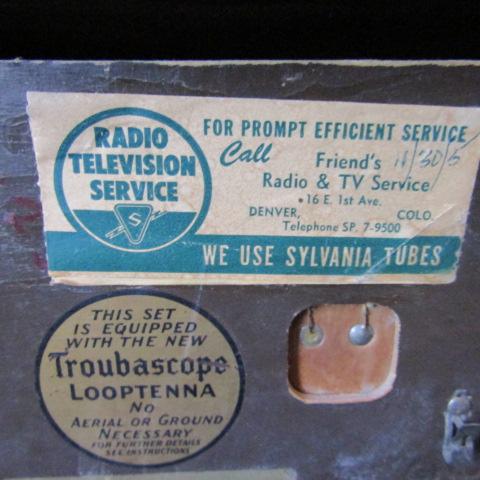 RADIO
TELEVISION
SERVICE
S
FOR PROMPT EFFICIENT SERVICE
Call
Friend's
Radio & TV Service
•16 E. 1st Ave.
DENVER, COLO.
Telephone SP. 7-9500
WE USE SYLVANIA TUBES
THIS SET
IS EQUIPPED
WITH THE NEW
Troubascope
LOOPTENNA
NO
AERIAL OR GROUND
NECESSARY
FOR FURTHER DETAILS
SEE INSTRUCTIONS